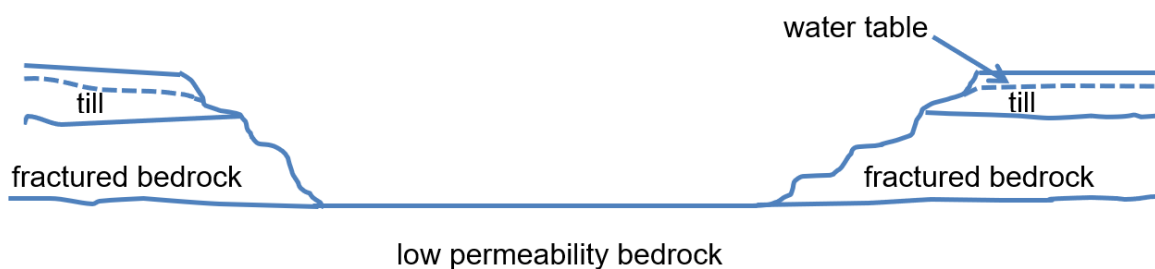 water table
till
till
fractured bedrock
fractured bedrock
low permeability bedrock